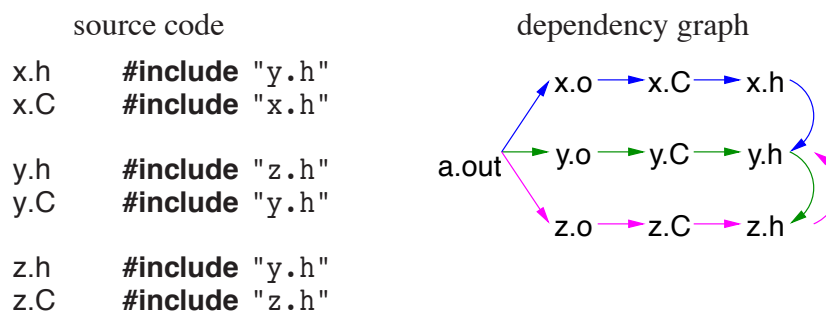 source code
x.h #include "y.h"
x.C #include "x.h"
y.h #include "z.h"
y.C #include "y.h"
z.h #include "y.h"
z.C #include "z.h"
dependency graph
x.o x.C x.h
a.out y.o y.C y.h
z.o z.C z.h